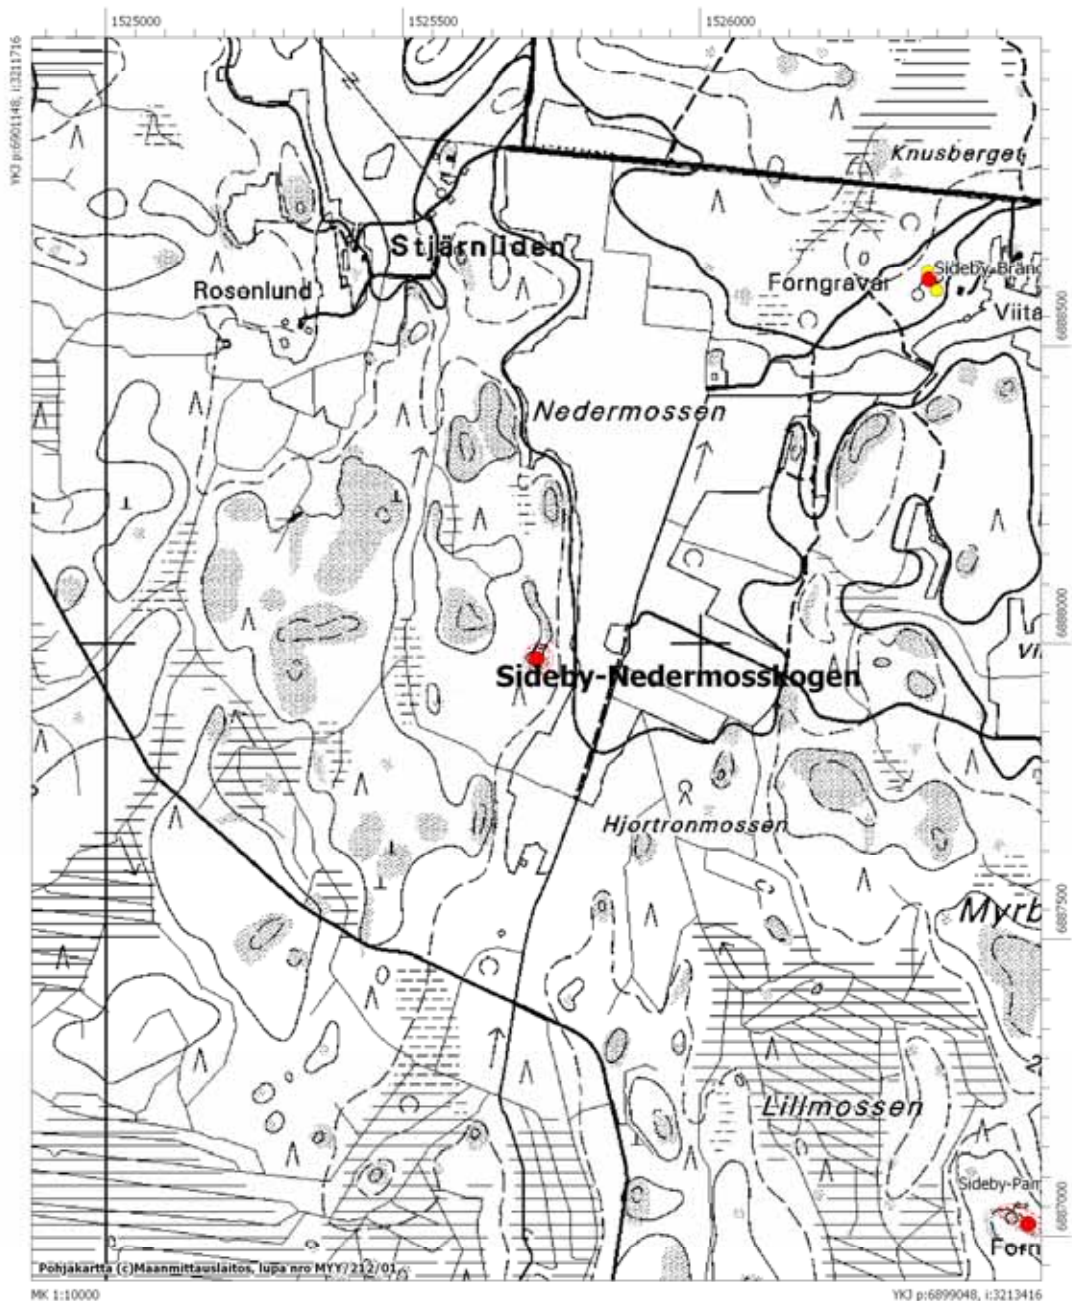 1525000
1525500
1526000
YKJ p:6901148, i:3211716
Knusberget
Stjärnliden
Sideby-Bränd
Rosenlund
Forngravar
Viita
6888500
Nedermossen
6888000
Sideby-Nedermosskogen
Hjortronmossen
Myrb
6887500
Lillmossen
Sideby-Pam
6887000
Forn
Pohjakartta (c)Maanmittauslaitos, lupa nro MYY/212/01
MK 1:10000
YKJ p:6899048, i:3213416